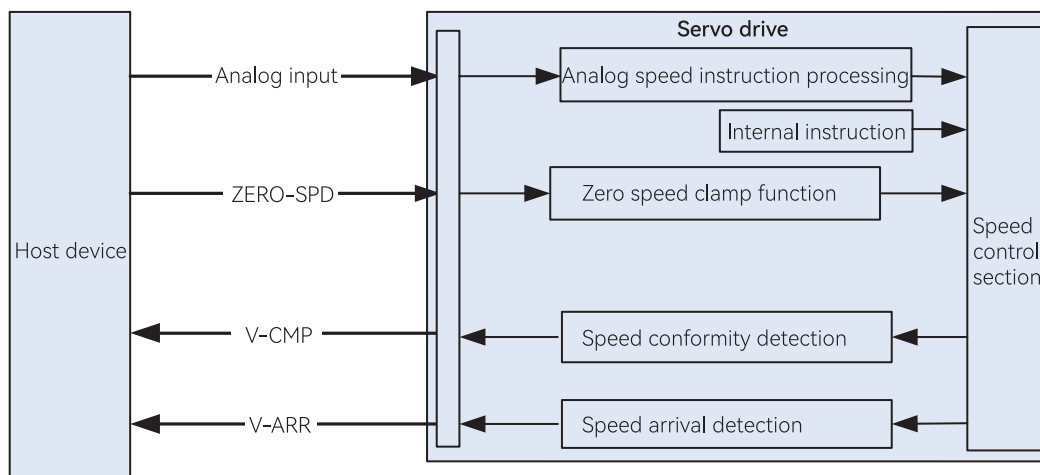 Servo drive
Analog input
Analog speed instruction processing
Internal instruction
ZERO-SPD
Zero speed clamp function
Host device
Speed
control
section
V-CMP
Speed conformity detection
V-ARR
Speed arrival detection